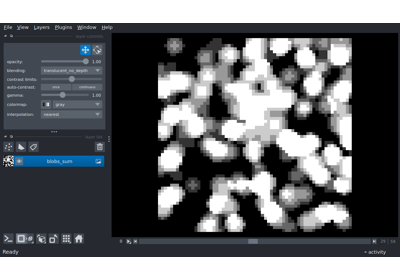 File View Layers Plugins Window Help
opacity: 1.00
blending: translucent_no_depth
contrast limits:
auto-contrast: once continuous
gamma: 1.00
colormap: gray
interpolation: nearest
blobs_sum
Ready
activity